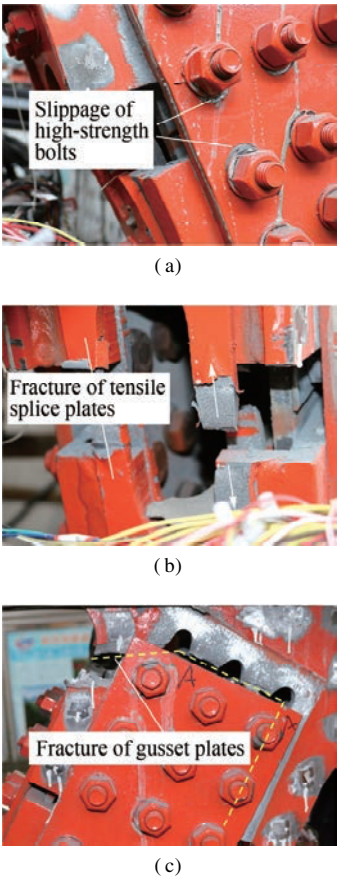 Slippage of
high-strength
bolts
(a)
Fracture of tensile
splice plates
(b)
A
A
Fracture of gusset plates
(c)